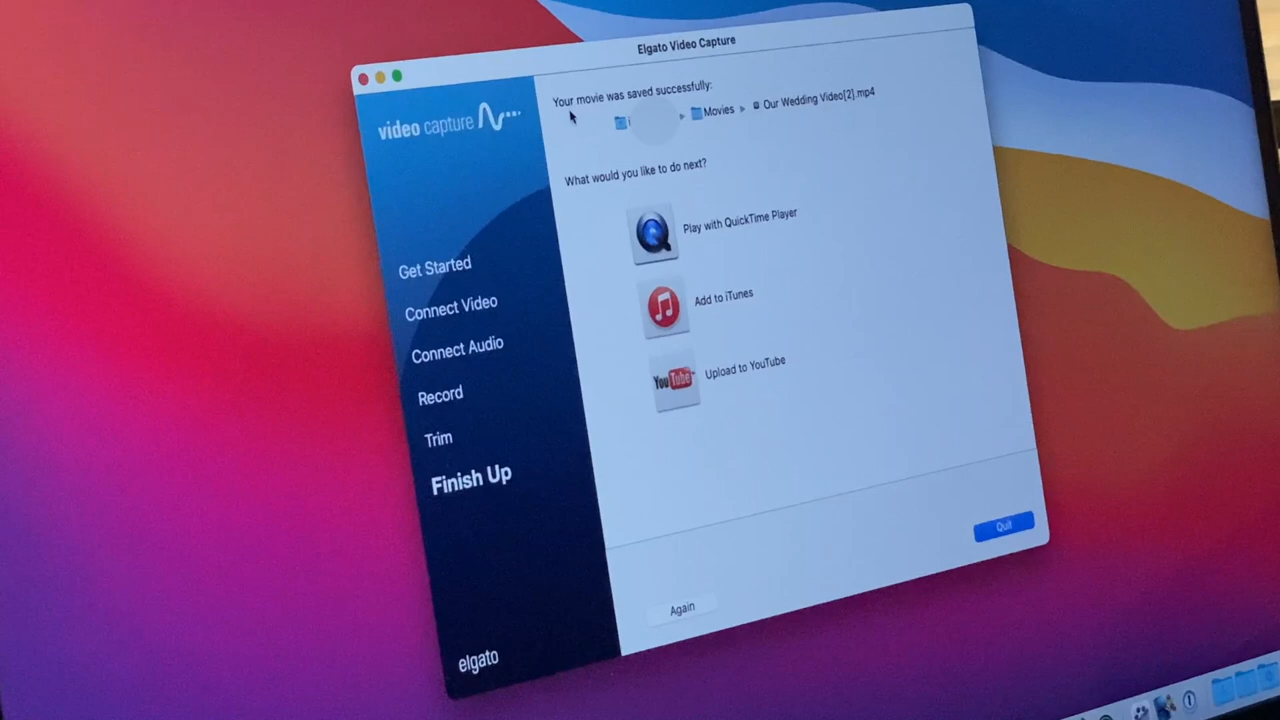 Elgato Video Capture
video capture
Your movie was saved successfully:
Movies ▸ Our Wedding Video[2].mp4
What would you like to do next?
Play with QuickTime Player
Add to iTunes
YouTube Upload to YouTube
Get Started
Connect Video
Connect Audio
Record
Trim
Finish Up
Quit
Again
elgato